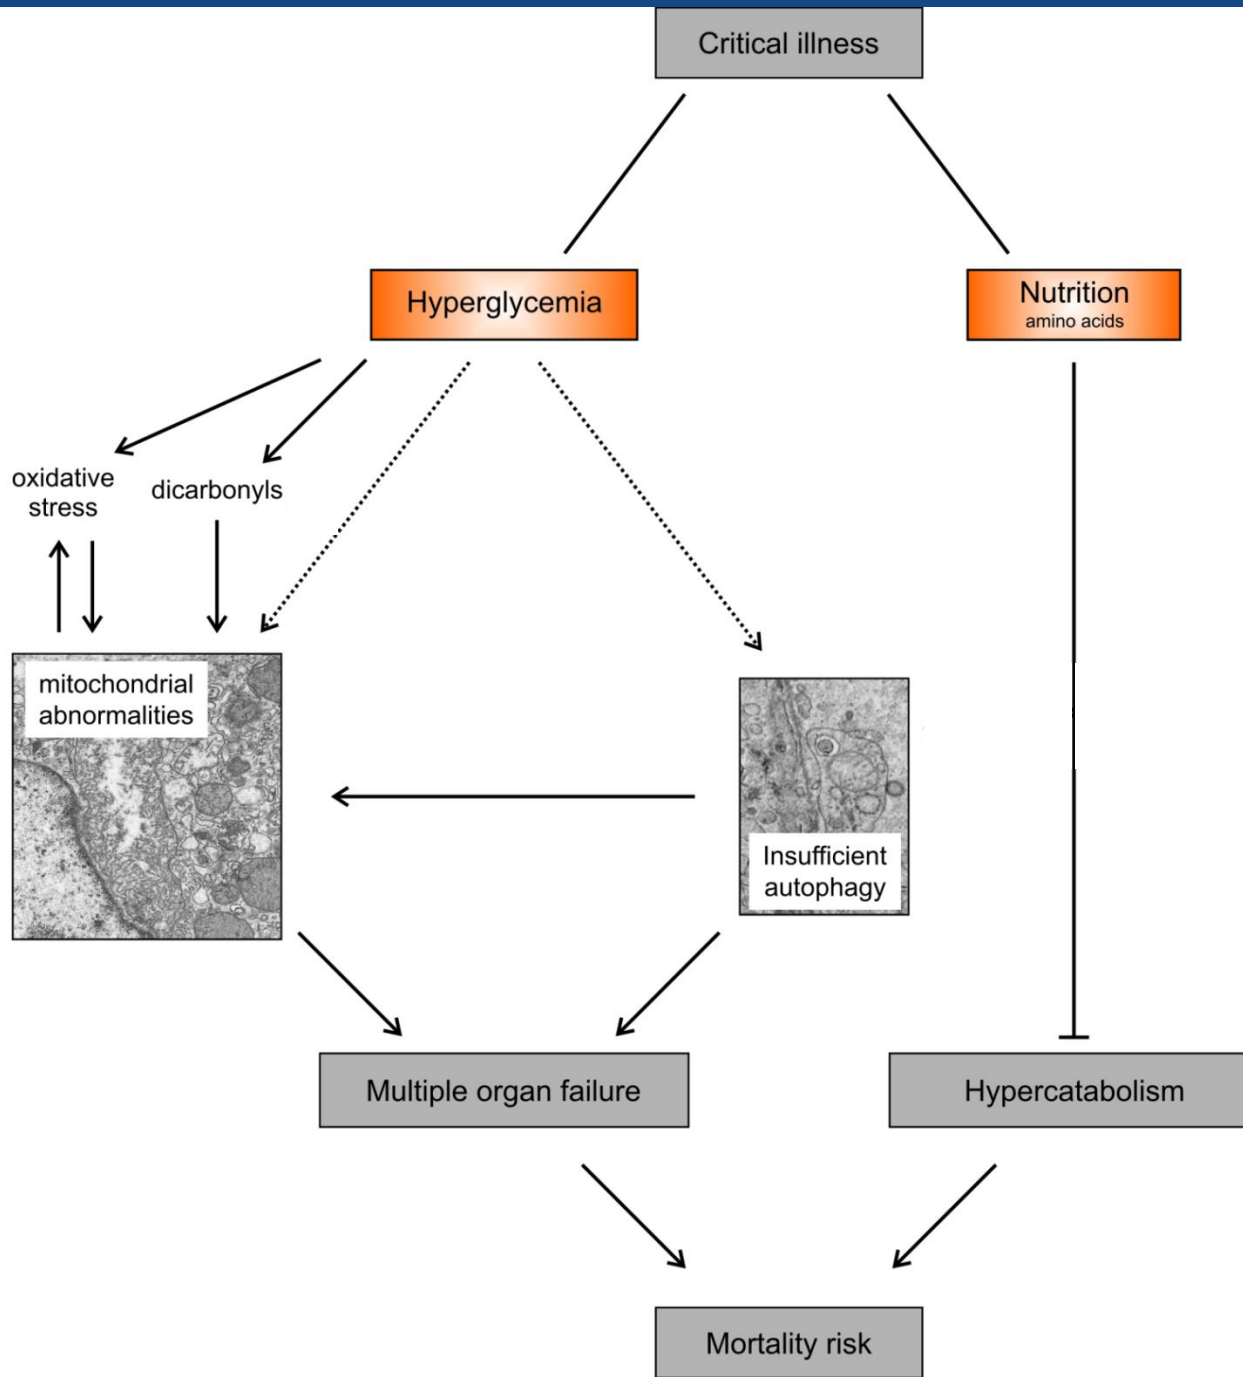 Critical illness
Hyperglycemia
Nutrition
amino acids
oxidative
stress
dicarbonyls
mitochondrial
abnormalities
Insufficient
autophagy
Multiple organ failure
Hypercatabolism
Mortality risk